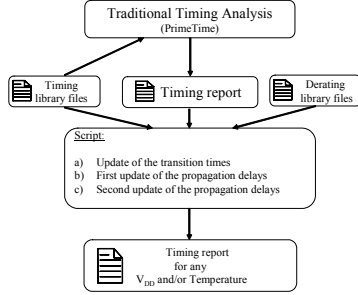 Traditional Timing Analysis
(PrimeTime)
Timing
library files
Timing report
Derating
library files
Script:
a) Update of the transition times
b) First update of the propagation delays
c) Second update of the propagation delays
Timing report
for any
VDD and/or Temperature